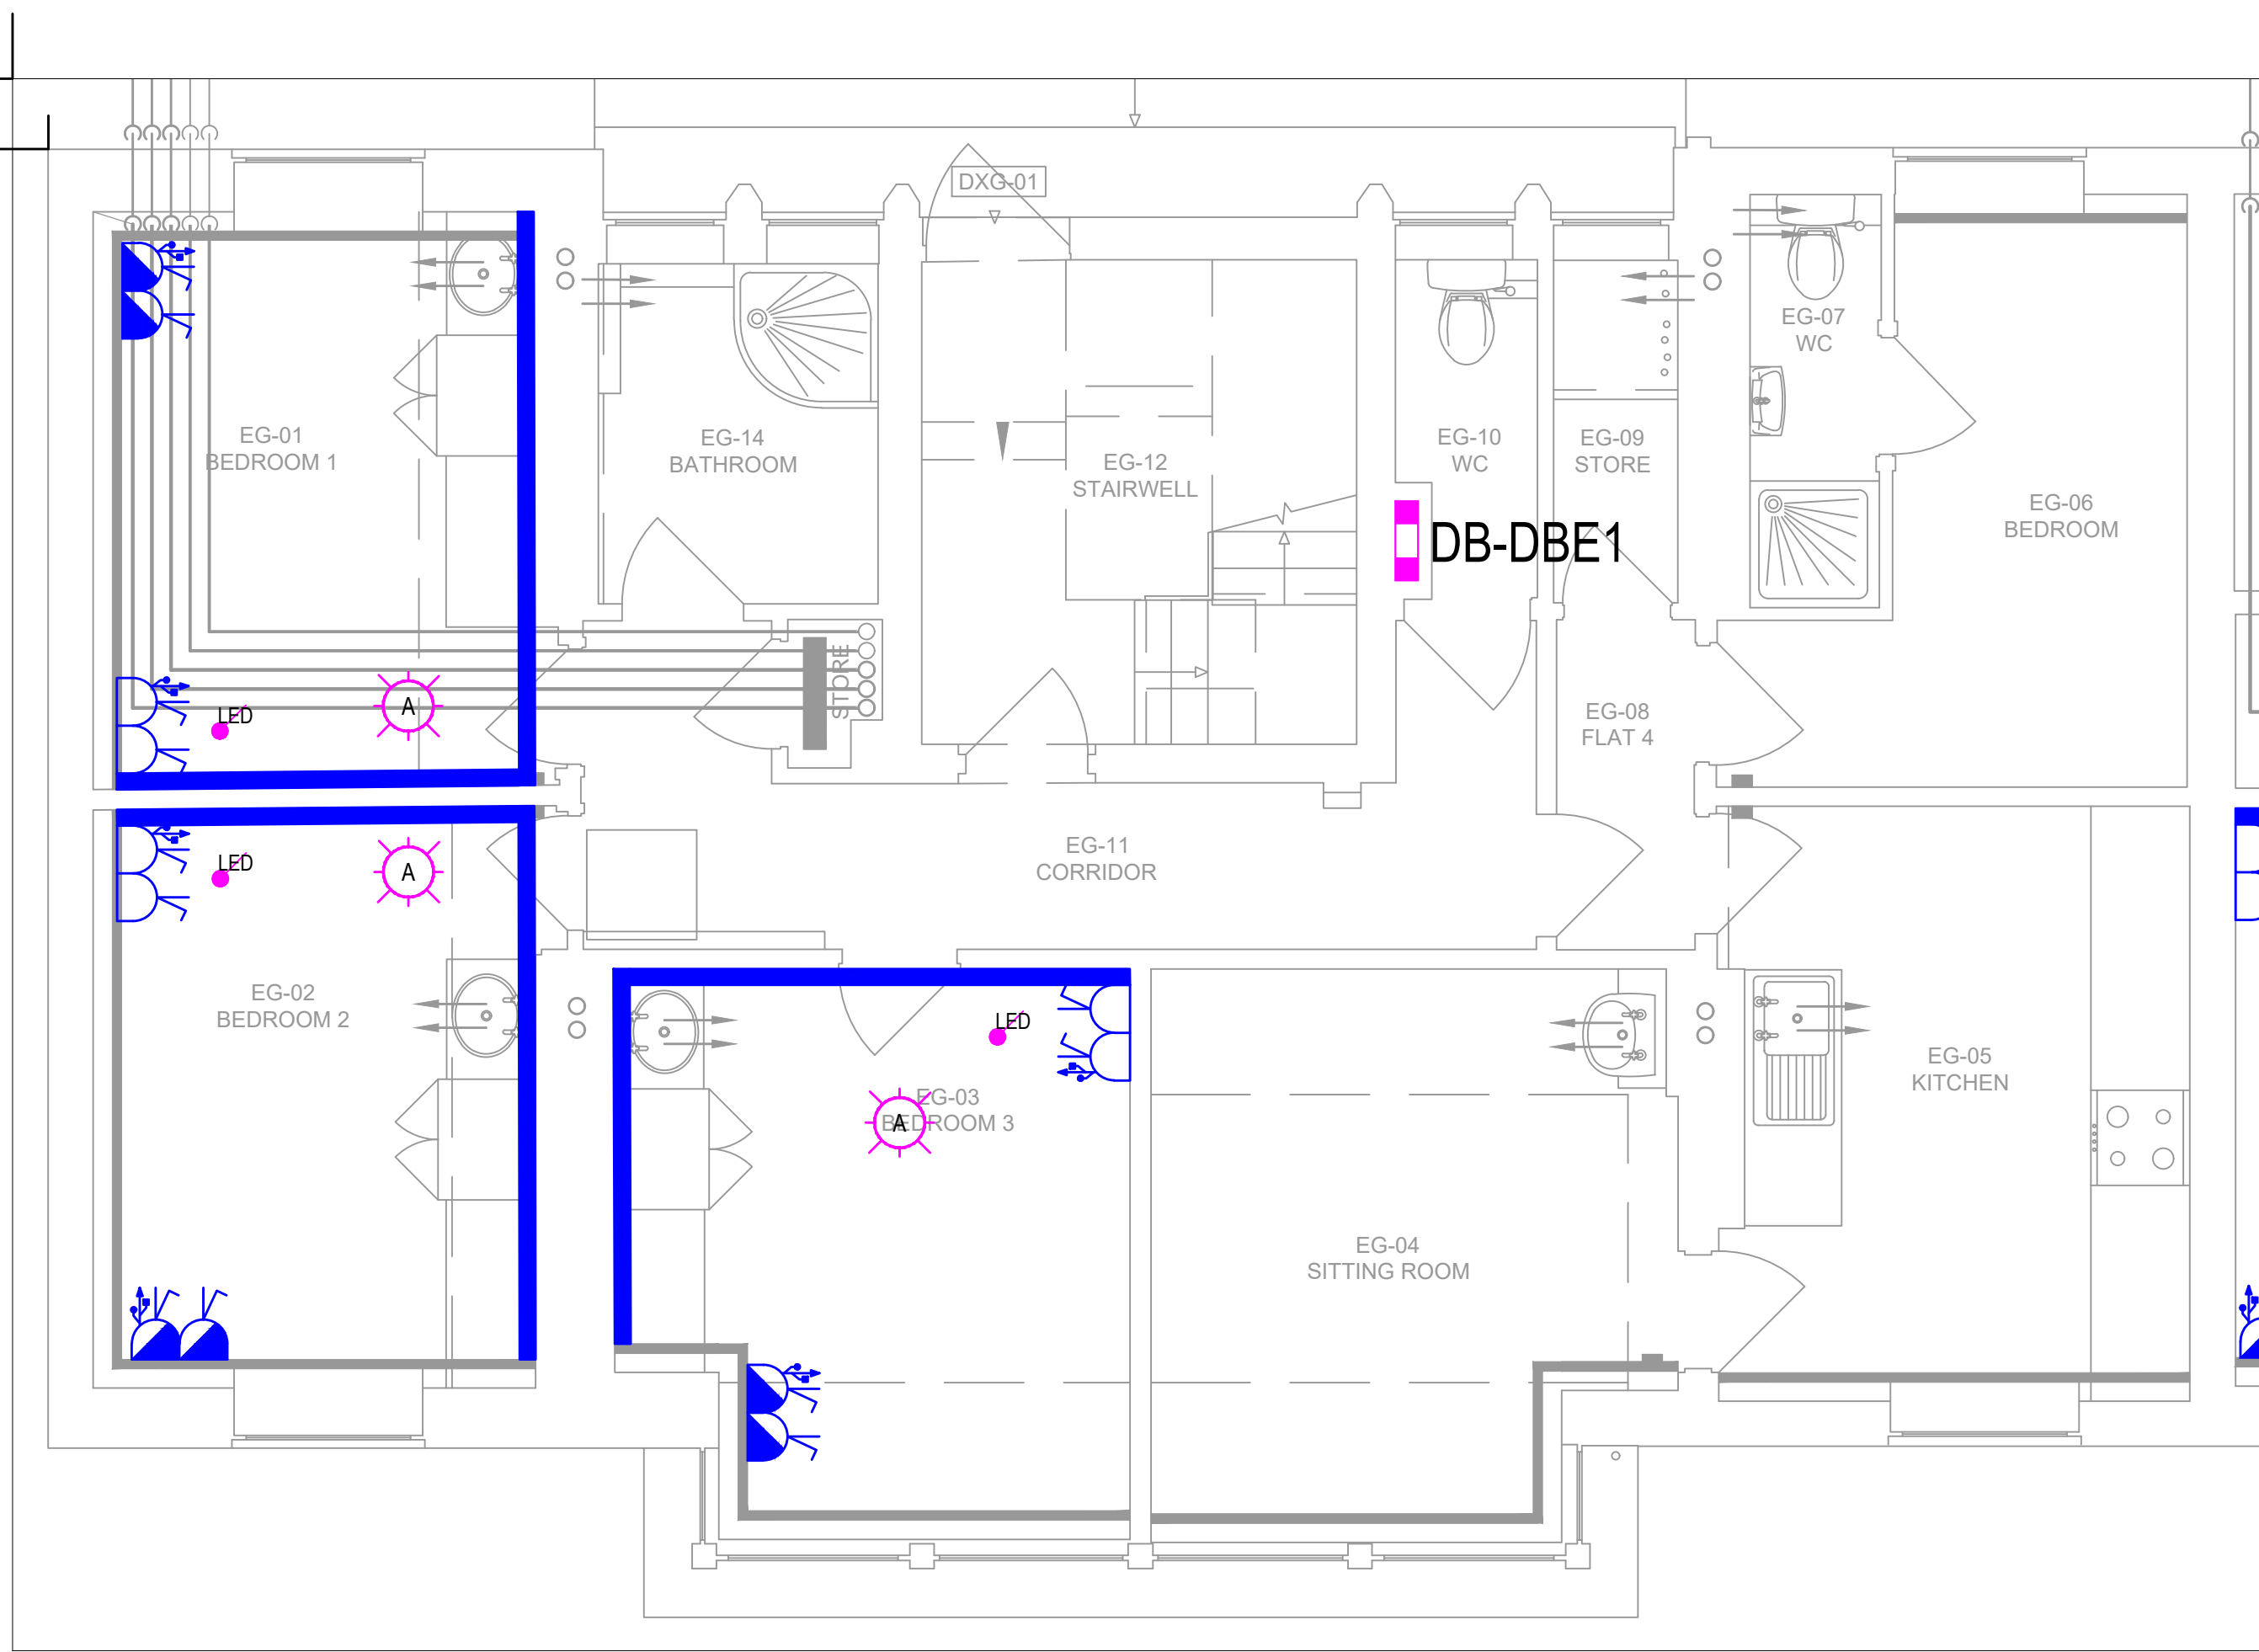 DXG-01
EG-07
WC
EG-01
BEDROOM 1
EG-14
BATHROOM
EG-12
STAIRWELL
EG-10
WC
EG-09
STORE
EG-06
BEDROOM
DB-DBE1
STORE
LED
A
EG-08
FLAT 4
LED
A
EG-11
CORRIDOR
EG-02
BEDROOM 2
LED
EG-03
BEDROOM 3
A
EG-05
KITCHEN
EG-04
SITTING ROOM